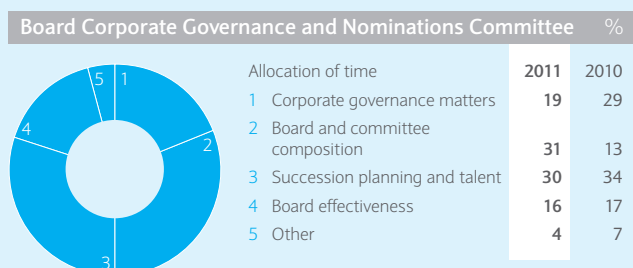 Board Corporate Governance and Nominations Committee %
Allocation of time 2011 2010
1 Corporate governance matters 19 29
2 Board and committee
composition 31 13
3 Succession planning and talent 30 34
4 Board effectiveness 16 17
5 Other 4 7
5 1
4 2
3